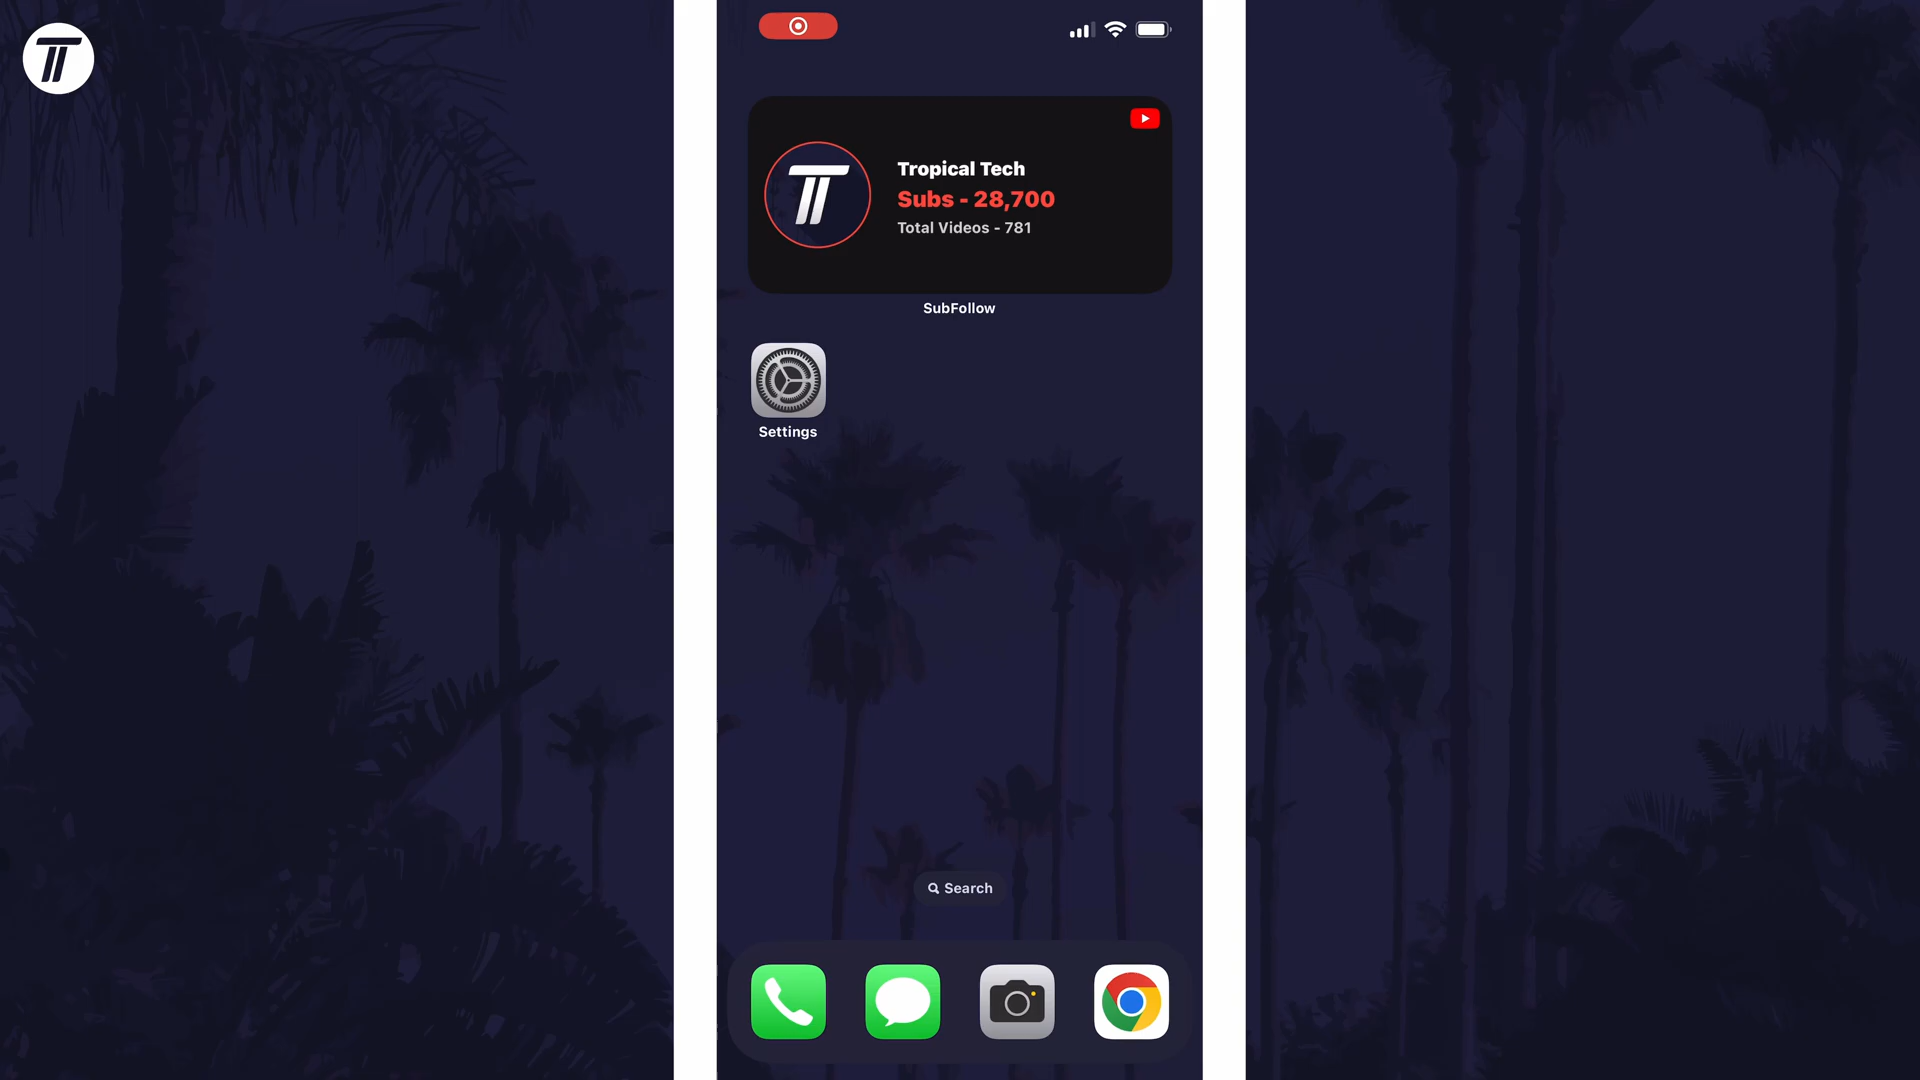 Tropical Tech
Subs - 28,700
Total Videos - 781
SubFollow
Settings
Search